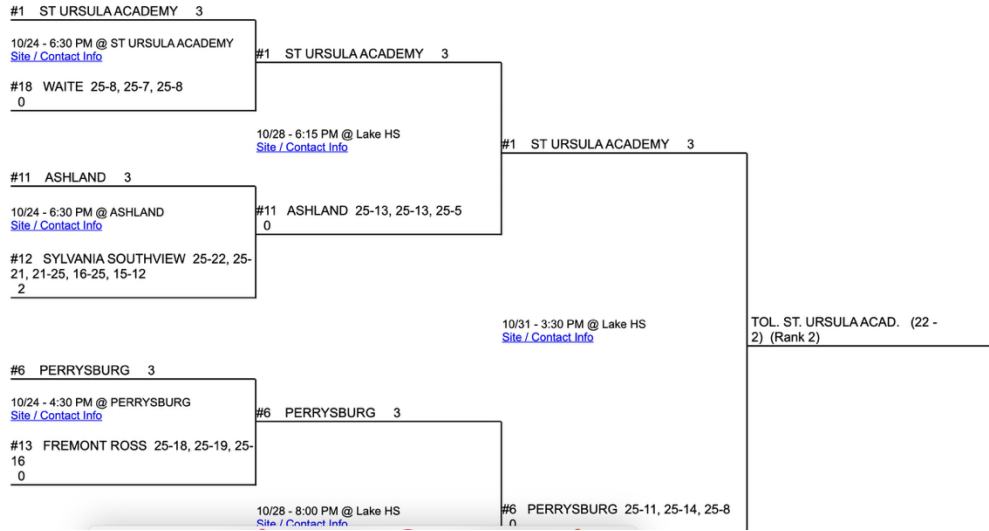 #1 ST URSULA ACADEMY 3
10/24 - 6:30 PM @ ST URSULA ACADEMY
Site / Contact Info
#18 WAITE 25-8, 25-7, 25-8
0
#1 ST URSULA ACADEMY 3
10/28 - 6:15 PM @ Lake HS
Site / Contact Info
#11 ASHLAND 3
10/24 - 6:30 PM @ ASHLAND
Site / Contact Info
#12 SYLVANIA SOUTHVIEW 25-22, 25-
21, 21-25, 16-25, 15-12
2
#11 ASHLAND 25-13, 25-13, 25-5
0
#1 ST URSULA ACADEMY 3
10/31 - 3:30 PM @ Lake HS
Site / Contact Info
TOL. ST. URSULA ACAD. (22 -
2) (Rank 2)
#6 PERRYSBURG 3
10/24 - 4:30 PM @ PERRYSBURG
Site / Contact Info
#13 FREMONT ROSS 25-18, 25-19, 25-
16
0
#6 PERRYSBURG 3
10/28 - 8:00 PM @ Lake HS
Site / Contact Info
#6 PERRYSBURG 25-11, 25-14, 25-8
0